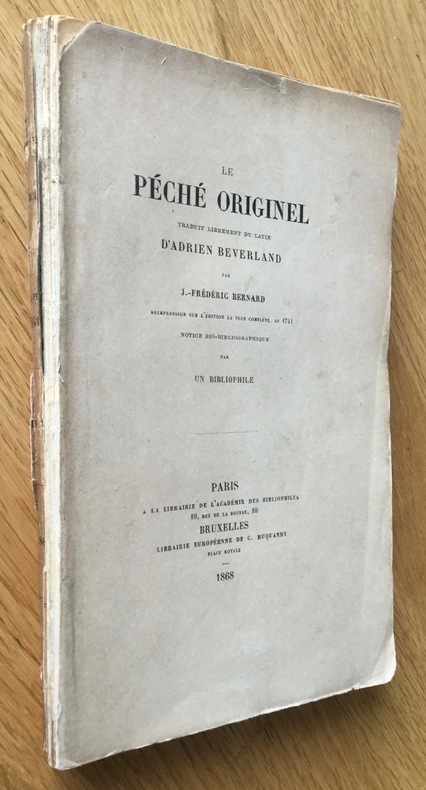 LE
PÉCHÉ ORIGINEL
TRADUIT LIBREMENT DU LATIN
D'ADRIEN BEVERLAND
PAR
J.-FRÉDÉRIC BERNARD
RÉIMPRESSION SUR L'ÉDITION LA PLUS COMPLÈTE, DE 1741
NOTICE BIO-BIBLIOGRAPHIQUE
PAR
UN BIBLIOPHILE
PARIS
A LA LIBRAIRIE DE L'ACADÉMIE DES BIBLIOPHILES
10, RUE DE LA BOURSE, 10
BRUXELLES
LIBRAIRIE EUROPÉENNE DE C. MUQUARDT
PLACE ROYALE
1868